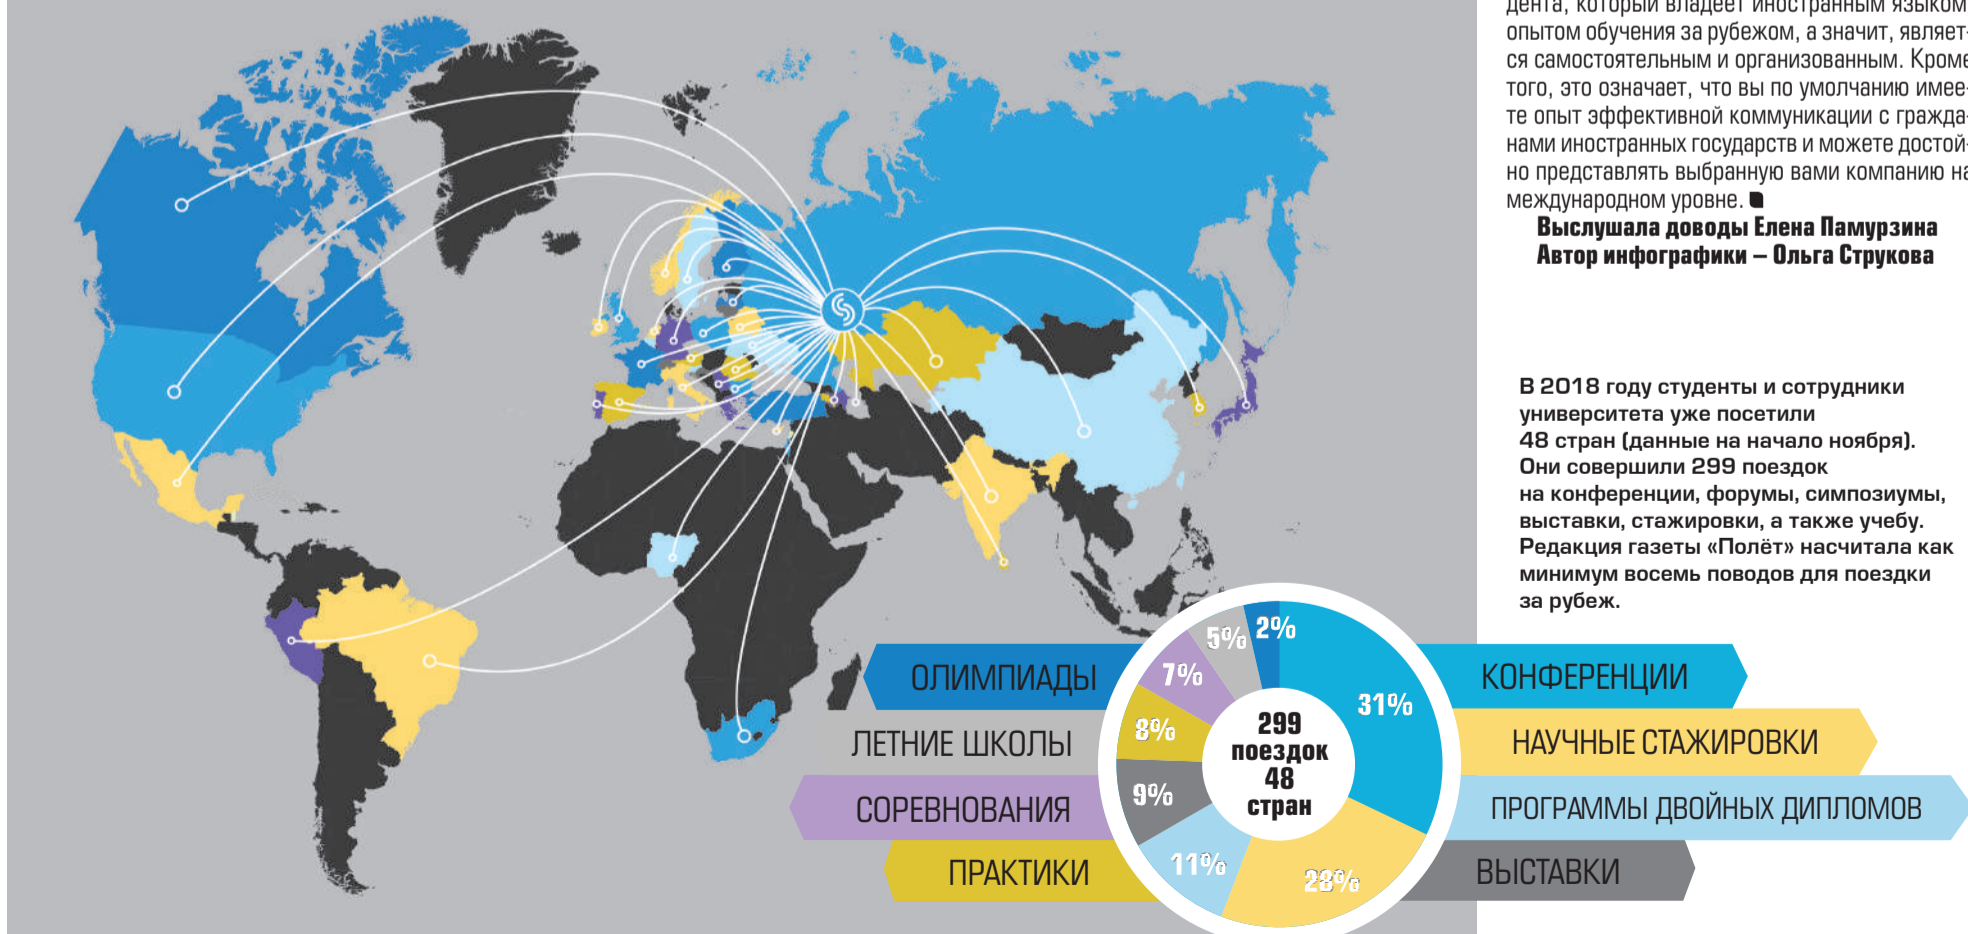 дента, который владеет иностранным языком
опытом обучения за рубежом, а значит, являет-
ся самостоятельным и организованным. Кроме
того, это означает, что вы по умолчанию имее-
те опыт эффективной коммуникации с гражда-
нами иностранных государств и можете достой-
но представлять выбранную вами компанию на
международном уровне.
Выслушала доводы Елена Памурзина
Автор инфографики – Ольга Струкова
В 2018 году студенты и сотрудники
университета уже посетили
48 стран (данные на начало ноября).
Они совершили 299 поездок
на конференции, форумы, симпозиумы,
выставки, стажировки, а также учебу.
Редакция газеты «Полёт» насчитала как
минимум восемь поводов для поездки
за рубеж.
ОЛИМПИАДЫ
ЛЕТНИЕ ШКОЛЫ
СОРЕВНОВАНИЯ
ПРАКТИКИ
5%
2%
7%
31%
8%
9%
11%
28%
299
поездок
48
стран
КОНФЕРЕНЦИИ
НАУЧНЫЕ СТАЖИРОВКИ
ПРОГРАММЫ ДВОЙНЫХ ДИПЛОМОВ
ВЫСТАВКИ